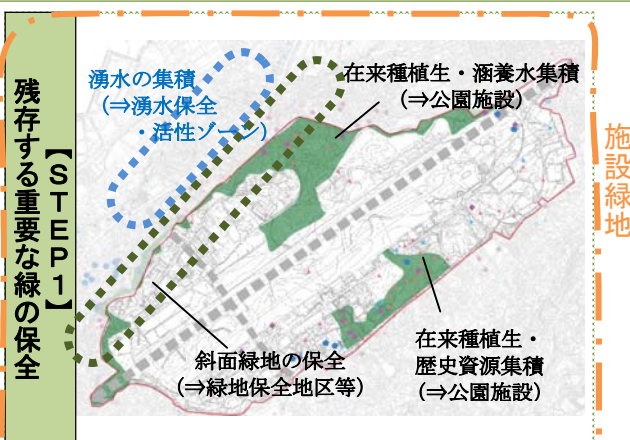 【ＳＴＥＰ１】
残存する重要な緑の保全
湧水の集積
(⇒湧水保全
・活性ゾーン)
在来種植生・涵養水集積
(⇒公園施設)
斜面緑地の保全
(⇒緑地保全地区等)
在来種植生・
歴史資源集積
(⇒公園施設)
施設緑地